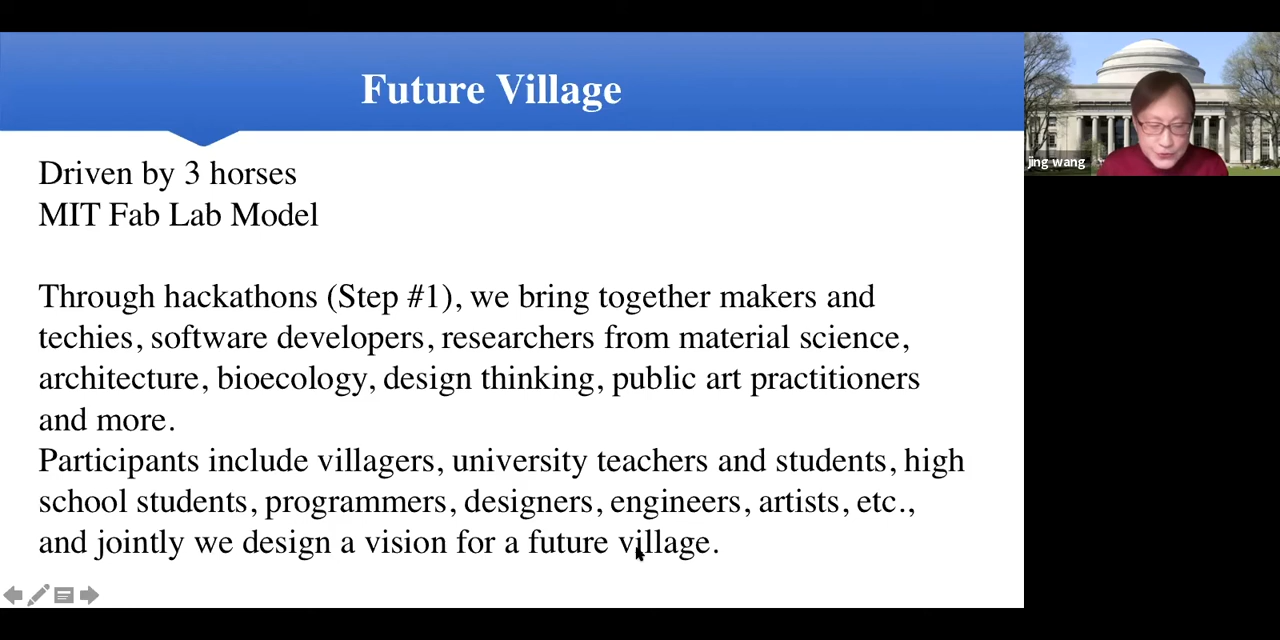 Future Village
Driven by 3 horses
MIT Fab Lab Model
Through hackathons (Step #1), we bring together makers and
techies, software developers, researchers from material science,
architecture, bioecology, design thinking, public art practitioners
and more.
Participants include villagers, university teachers and students, high
school students, programmers, designers, engineers, artists, etc.,
and jointly we design a vision for a future village.
jing wang